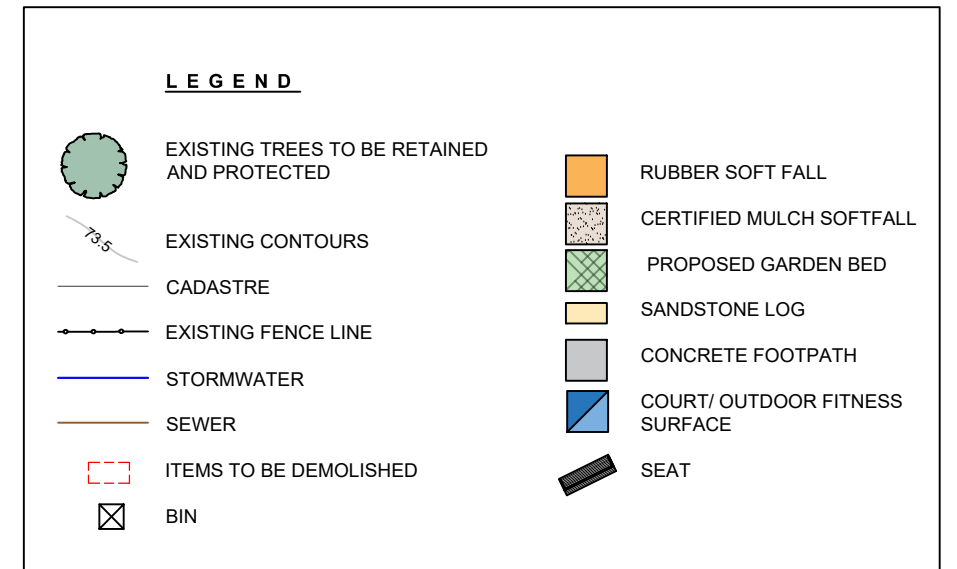 LEGEND
EXISTING TREES TO BE RETAINED
AND PROTECTED
73.5
EXISTING CONTOURS
CADASTRE
EXISTING FENCE LINE
STORMWATER
SEWER
ITEMS TO BE DEMOLISHED
BIN
RUBBER SOFT FALL
CERTIFIED MULCH SOFTFALL
PROPOSED GARDEN BED
SANDSTONE LOG
CONCRETE FOOTPATH
COURT/ OUTDOOR FITNESS
SURFACE
SEAT